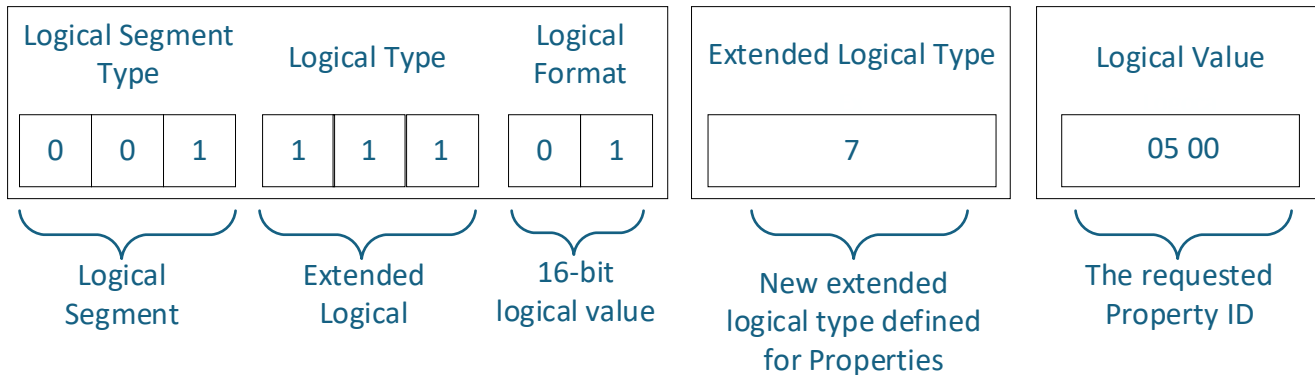 Logical Segment
Type
Logical Type
Logical
Format
Extended Logical Type
Logical Value
0 0 1 1 1 1 0 1 7 05 00
Logical
Segment
Extended
Logical
16-bit
logical value
New extended
logical type defined
for Properties
The requested
Property ID